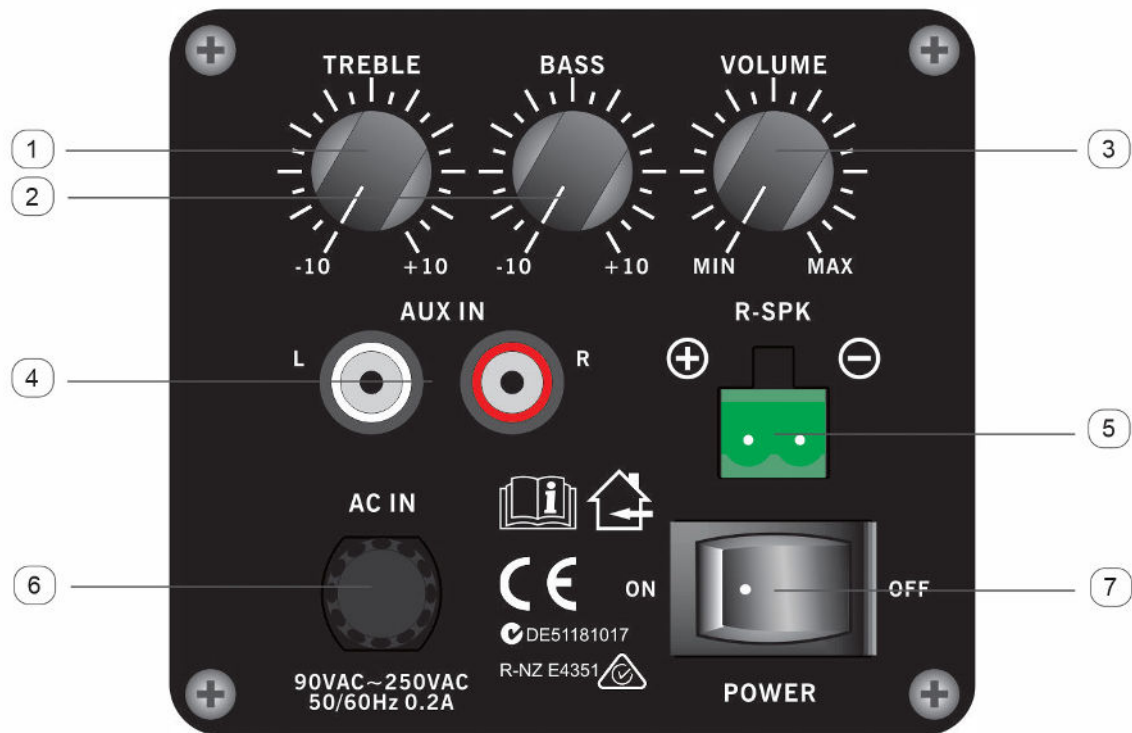 TREBLE BASS VOLUME
1
3
2
-10 +10 -10 +10 MIN MAX
AUX IN R-SPK
L R
4
5
AC IN
6
ON OFF
7
DE51181017
R-NZ E4351
90VAC~250VAC
50/60Hz 0.2A
POWER